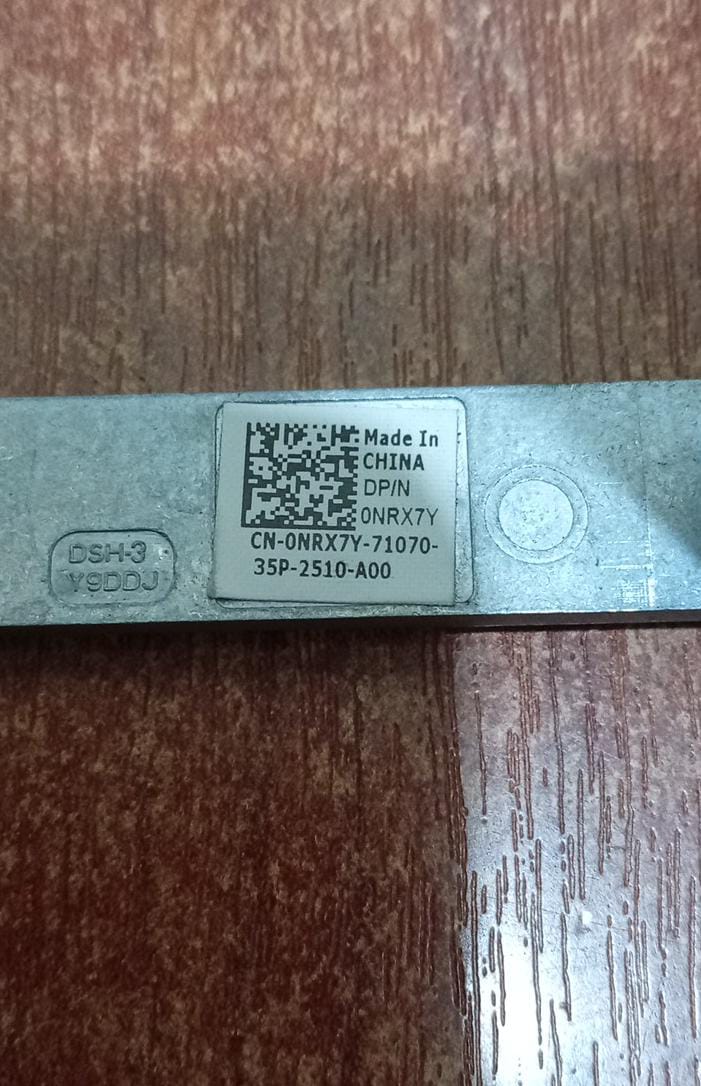 Made In
CHINA
DP/N
0NRX7Y
CN-0NRX7Y-71070-
35P-2510-A00
DSH-3
Y9DDJ